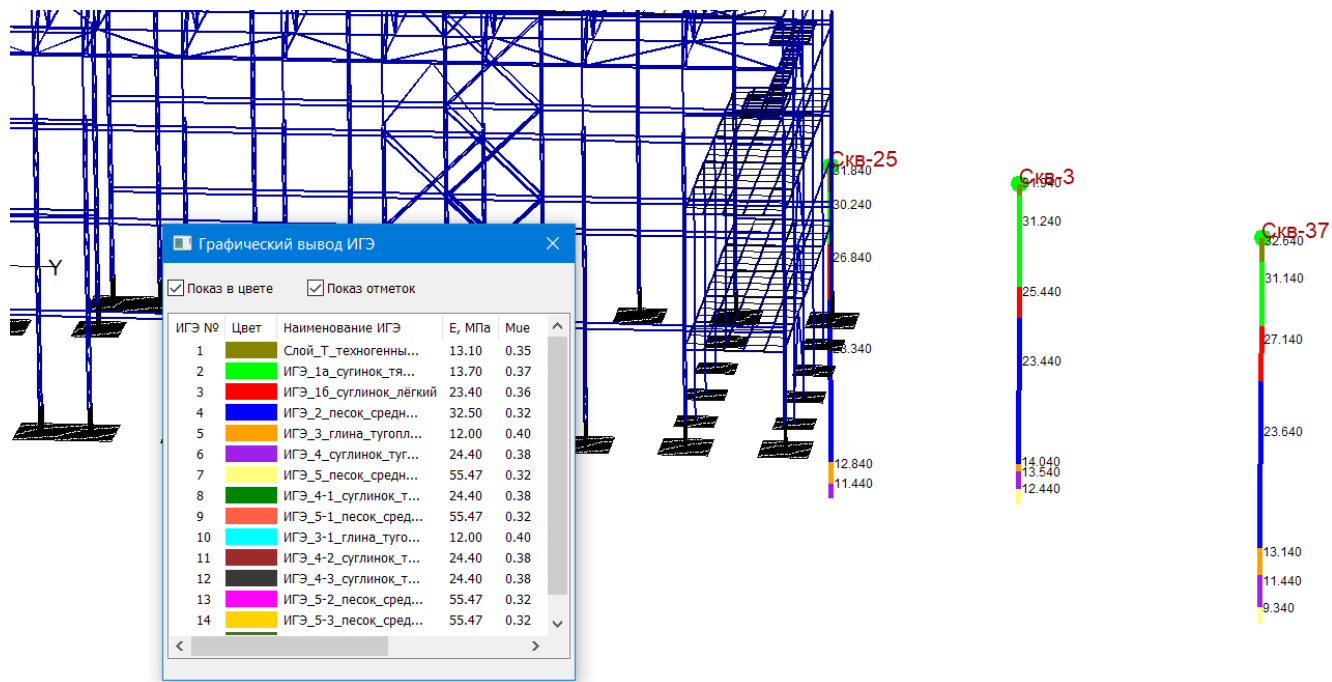 Скв-25
31.840
30.240
26.840
23.340
12.840
11.440
Скв-3
31.940
31.240
25.440
23.440
14.040
13.540
12.440
Скв-37
32.640
31.140
27.140
23.640
13.140
11.440
9.340
Y
Графический вывод ИГЭ
Показ в цвете Показ отметок
ИГЭ № Цвет Наименование ИГЭ E, МПа Mue
1 Слой_Т_техногенны... 13.10 0.35
2 ИГЭ_1а_сугинок_тя... 13.70 0.37
3 ИГЭ_1б_суглинок_лёгкий 23.40 0.36
4 ИГЭ_2_песок_средн... 32.50 0.32
5 ИГЭ_3_глина_тугопл... 12.00 0.40
6 ИГЭ_4_суглинок_туг... 24.40 0.38
7 ИГЭ_5_песок_средн... 55.47 0.32
8 ИГЭ_4-1_суглинок_т... 24.40 0.38
9 ИГЭ_5-1_песок_сред... 55.47 0.32
10 ИГЭ_3-1_глина_туго... 12.00 0.40
11 ИГЭ_4-2_суглинок_т... 24.40 0.38
12 ИГЭ_4-3_суглинок_т... 24.40 0.38
13 ИГЭ_5-2_песок_сред... 55.47 0.32
14 ИГЭ_5-3_песок_сред... 55.47 0.32